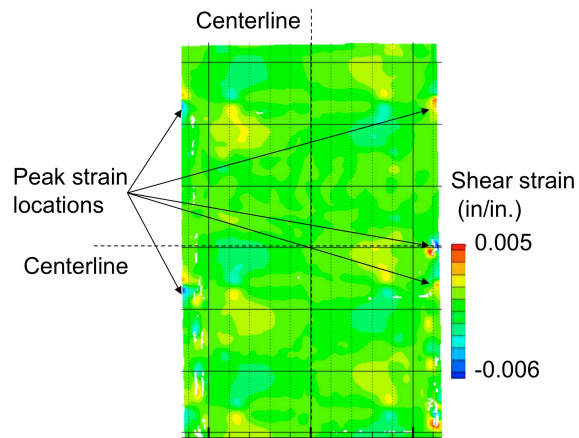 Centerline
Peak strain
locations
Shear strain
(in/in.)
0.005
Centerline
-0.006